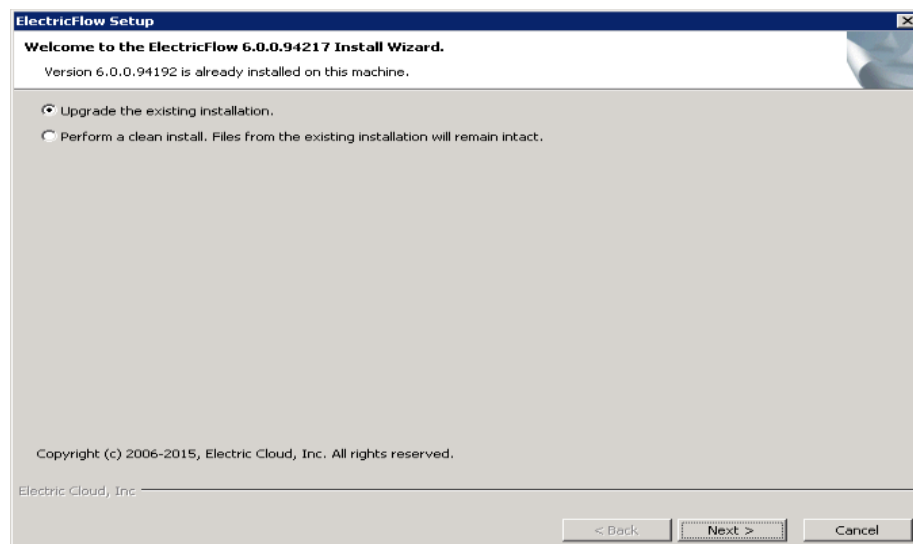 ElectricFlow Setup
Welcome to the ElectricFlow 6.0.0.94217 Install Wizard.
Version 6.0.0.94192 is already installed on this machine.
Upgrade the existing installation.
Perform a clean install. Files from the existing installation will remain intact.
Copyright (c) 2006-2015, Electric Cloud, Inc. All rights reserved.
Electric Cloud, Inc
< Back
Next >
Cancel